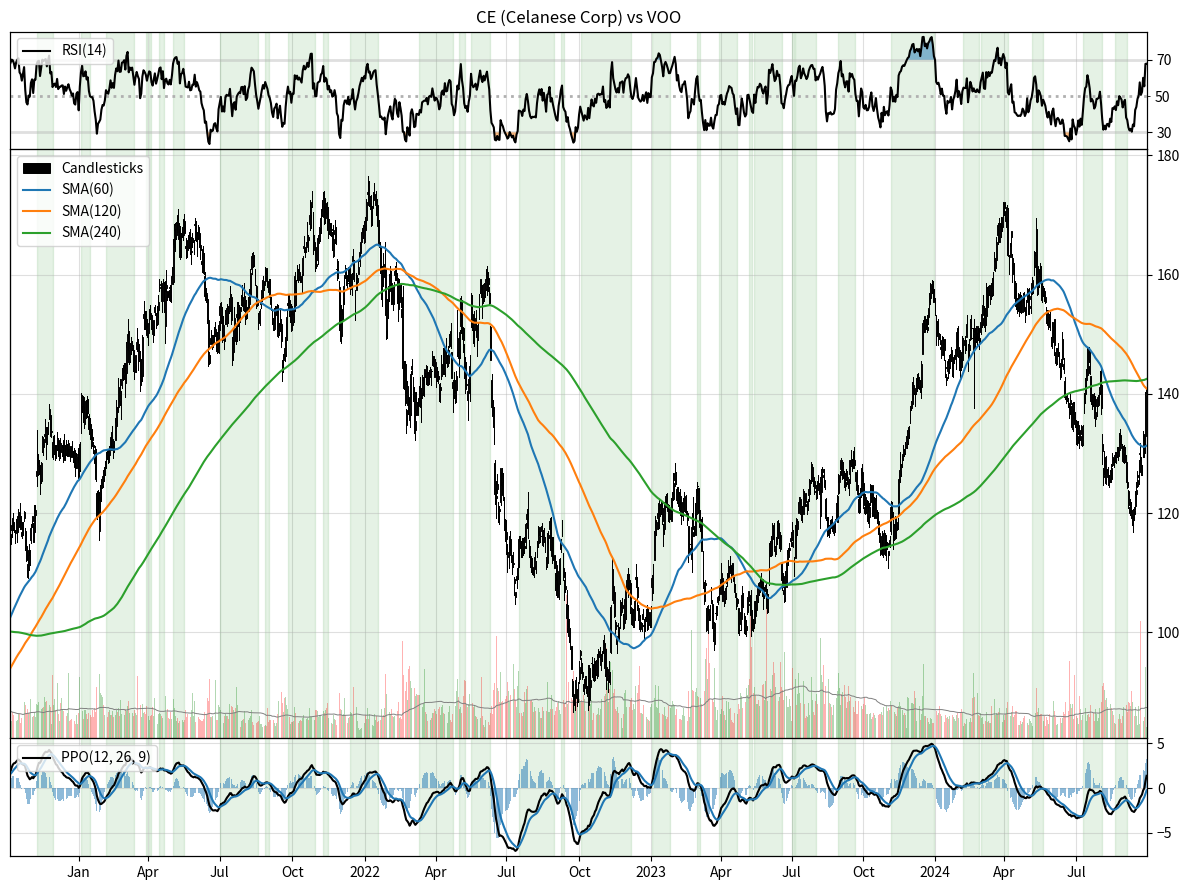 CE (Celanese Corp) vs VOO
RSI(14)
70
50
30
Candlesticks
SMA(60)
SMA(120)
SMA(240)
180
160
140
120
100
PPO(12, 26, 9)
5
0
−5
Jan Apr Jul Oct 2022 Apr Jul Oct 2023 Apr Jul Oct 2024 Apr Jul